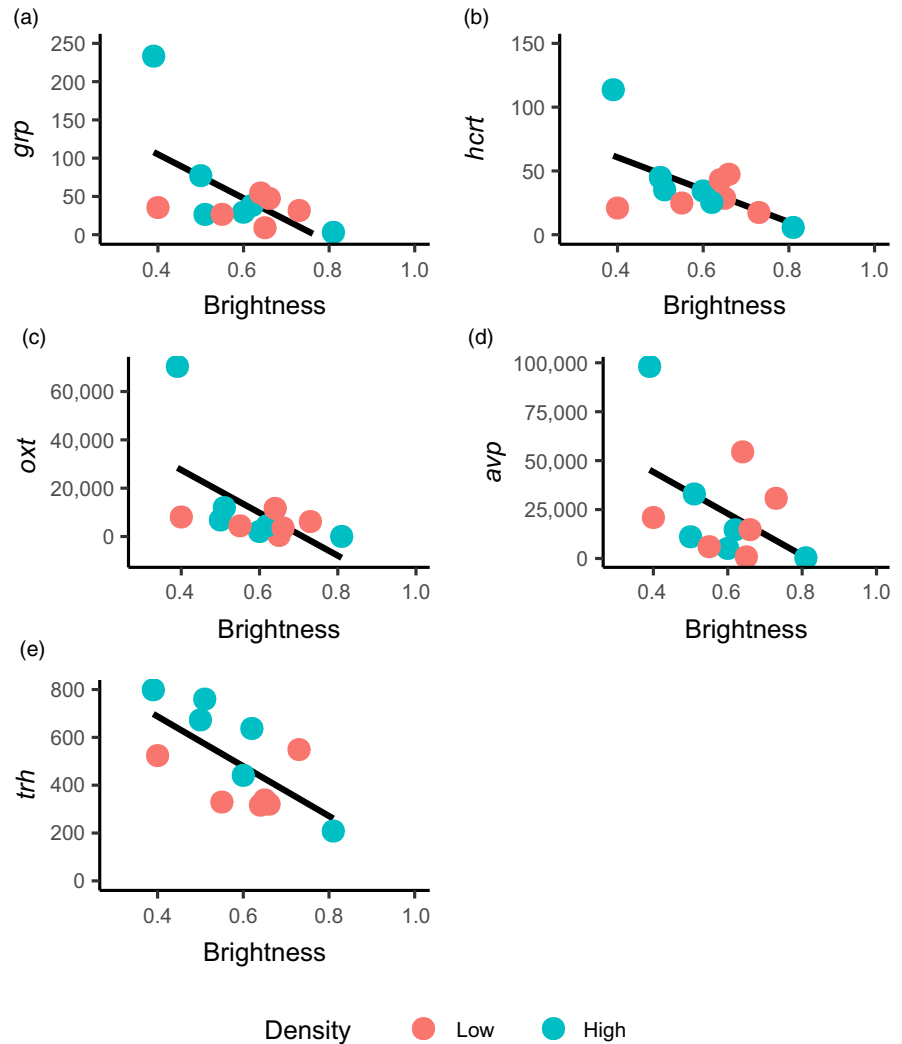 (a)
grp
250
200
150
100
50
0
0.4 0.6 0.8 1.0
Brightness
(b)
hcrt
150
100
50
0
0.4 0.6 0.8 1.0
Brightness
(c)
oxt
60,000
40,000
20,000
0
0.4 0.6 0.8 1.0
Brightness
(d)
avp
100,000
75,000
50,000
25,000
0
0.4 0.6 0.8 1.0
Brightness
(e)
trh
800
600
400
200
0
0.4 0.6 0.8 1.0
Brightness
Density Low High